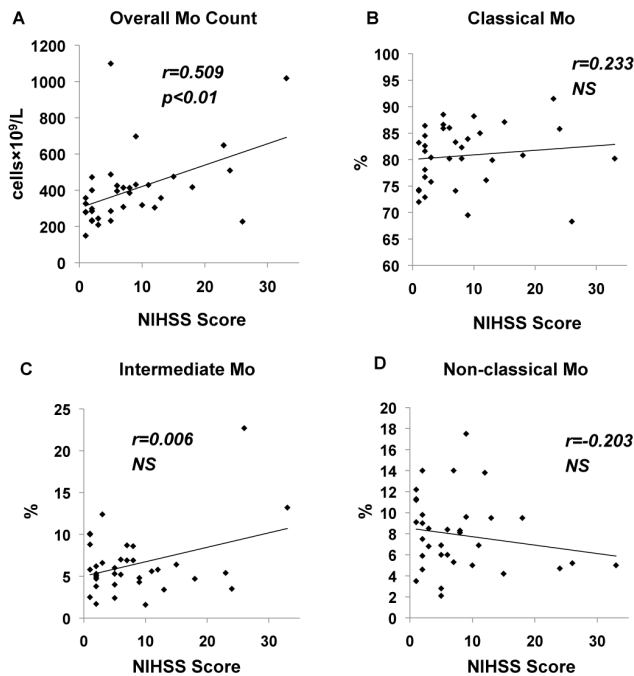 A Overall Mo Count
r=0.509
p<0.01
cells×10⁹/L
1200
1000
800
600
400
200
0
0 10 20 30
NIHSS Score
B Classical Mo
r=0.233
NS
%
100
95
90
85
80
75
70
65
60
0 10 20 30
NIHSS Score
C Intermediate Mo
r=0.006
NS
%
25
20
15
10
5
0
0 10 20 30
NIHSS Score
D Non-classical Mo
r=-0.203
NS
%
20
18
16
14
12
10
8
6
4
2
0
0 10 20 30
NIHSS Score